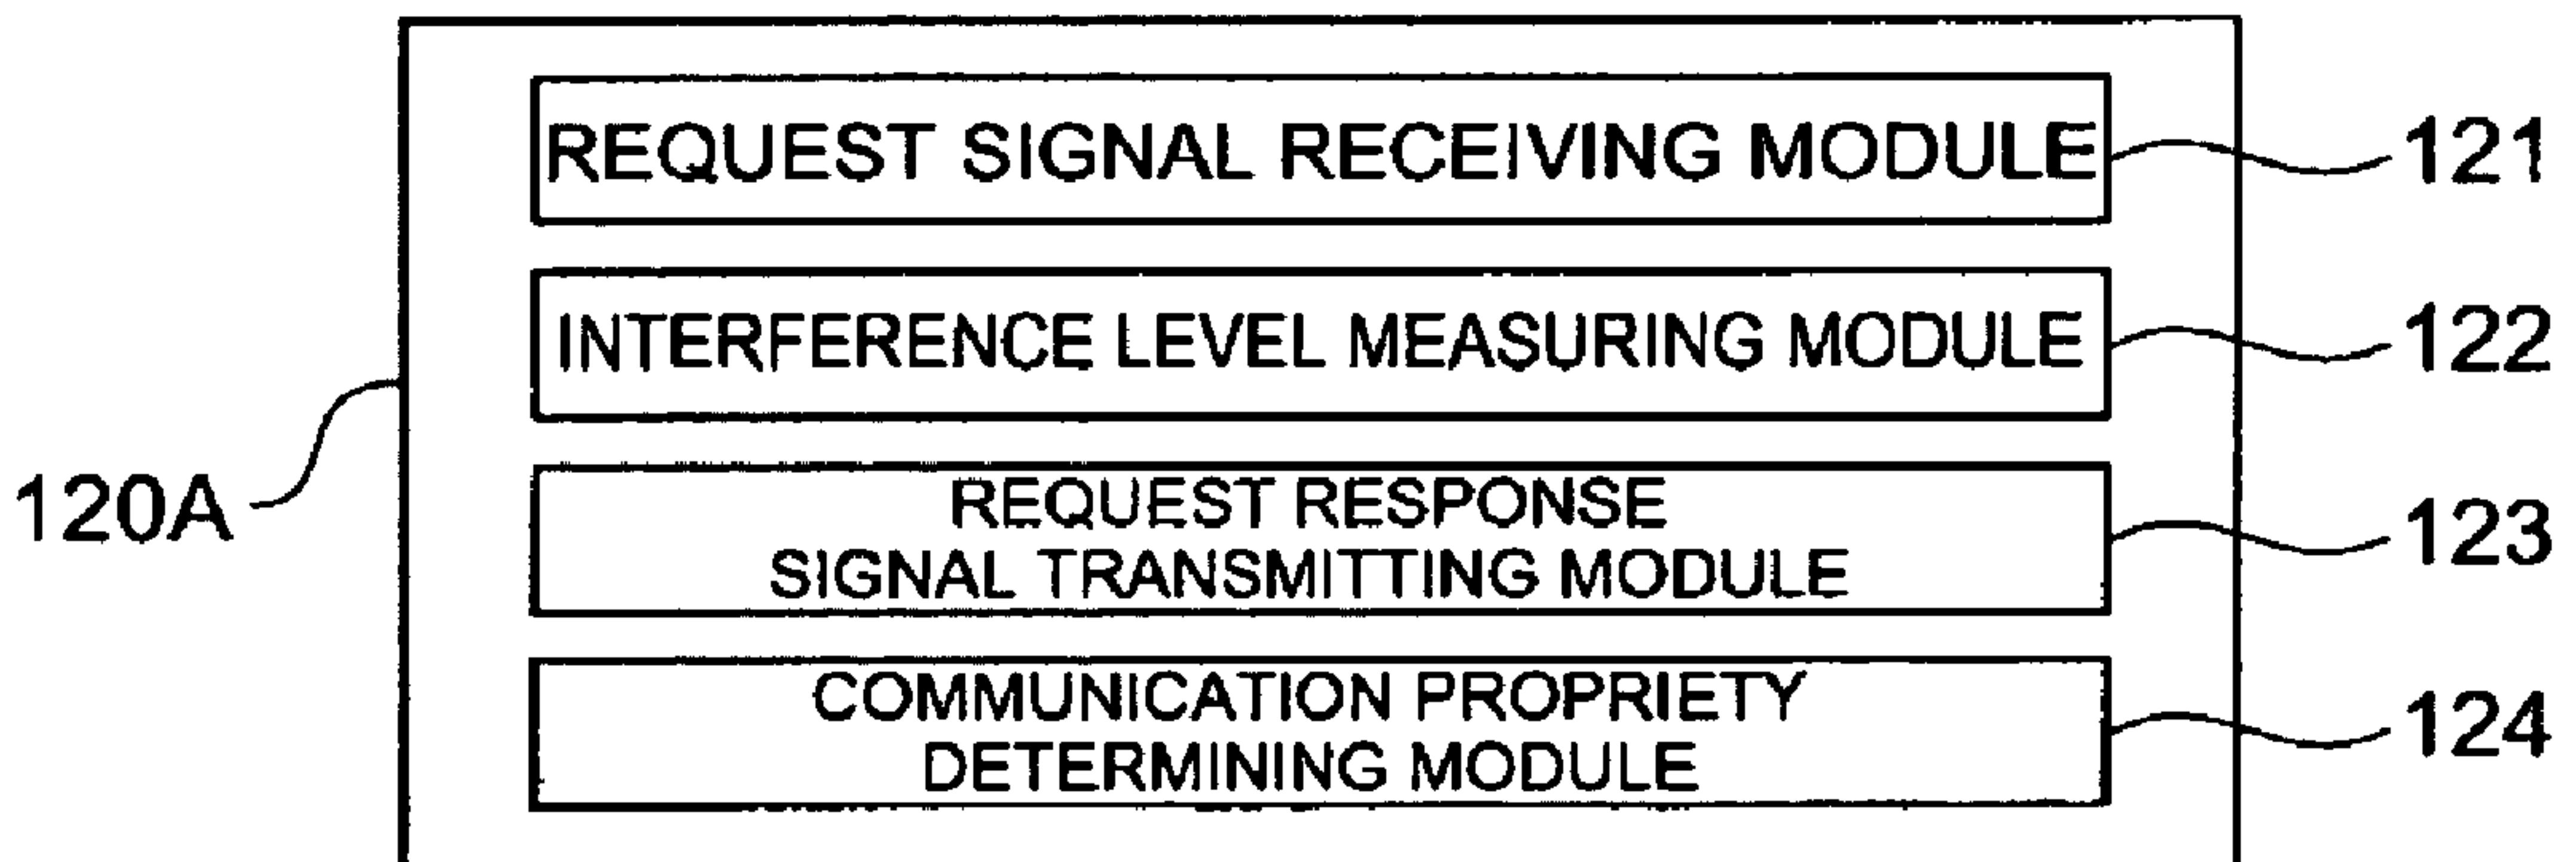 REQUEST SIGNAL RECEIVING MODULE
121
INTERFERENCE LEVEL MEASURING MODULE
122
120A
REQUEST RESPONSE
SIGNAL TRANSMITTING MODULE
123
COMMUNICATION PROPRIETY
DETERMINING MODULE
124